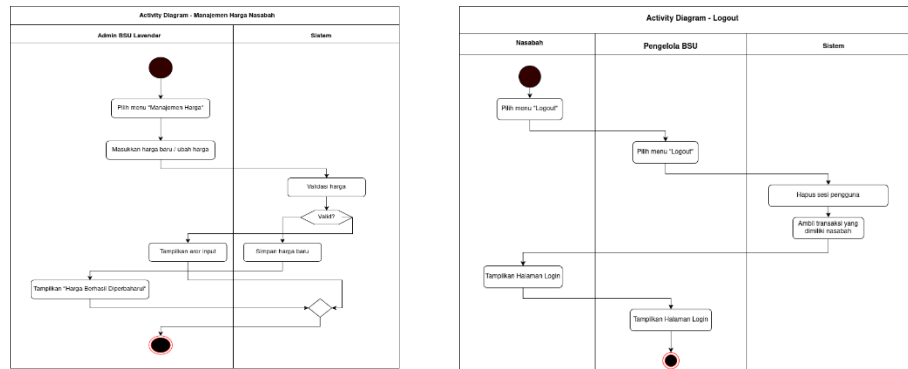 Activity Diagram - Manajemen Harga Nasabah
Admin BSU Lavender
Sistem
Pilih menu "Manajemen Harga"
Masukkan harga baru / ubah harga
Validasi harga
Valid?
Tampilkan eror input
Simpan harga baru
Tampilkan "Harga Berhasil Diperbaharui"
Activity Diagram - Logout
Nasabah
Pengelola BSU
Sistem
Pilih menu "Logout"
Pilih menu "Logout"
Hapus sesi pengguna
Ambil transaksi yang
dimiliki nasabah
Tampilkan Halaman Login
Tampilkan Halaman Login